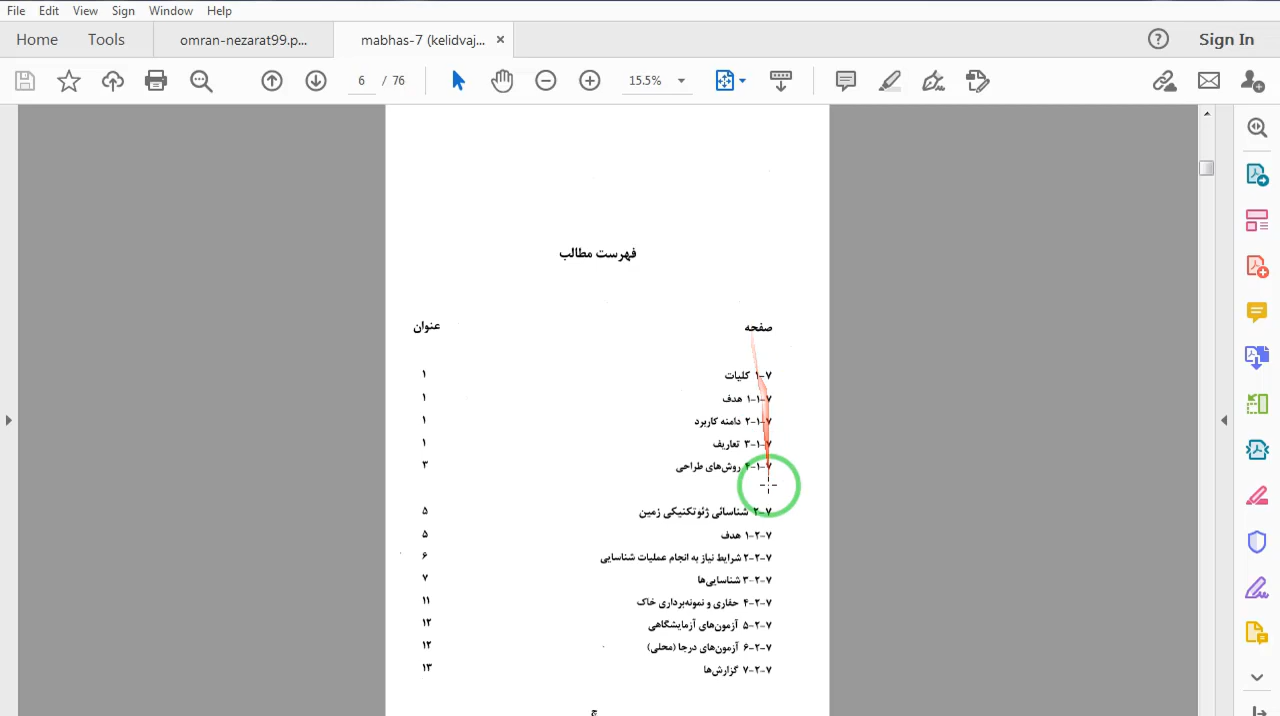 File Edit View Sign Window Help
Home Tools omran-nezarat99.p... mabhas-7 (kelidvaj... × ? Sign In
6 / 76 15.5%
فهرست مطالب
صفحه عنوان
۱-۷ کلیات ۱
۱-۱-۷ هدف ۱
۲-۱-۷ دامنه کاربرد ۱
۳-۱-۷ تعاریف ۱
۴-۱-۷ روش‌های طراحی ۳
۲-۷ شناسائی ژئوتکنیکی زمین ۵
۱-۲-۷ هدف ۵
۲-۲-۷ شرایط نیاز به انجام عملیات شناسایی ۶
۳-۲-۷ شناسایی‌ها ۷
۴-۲-۷ حفاری و نمونه‌برداری خاک ۱۱
۵-۲-۷ آزمون‌های آزمایشگاهی ۱۲
۶-۲-۷ آزمون‌های درجا (محلی) ۱۲
۷-۲-۷ گزارش‌ها ۱۳
چ